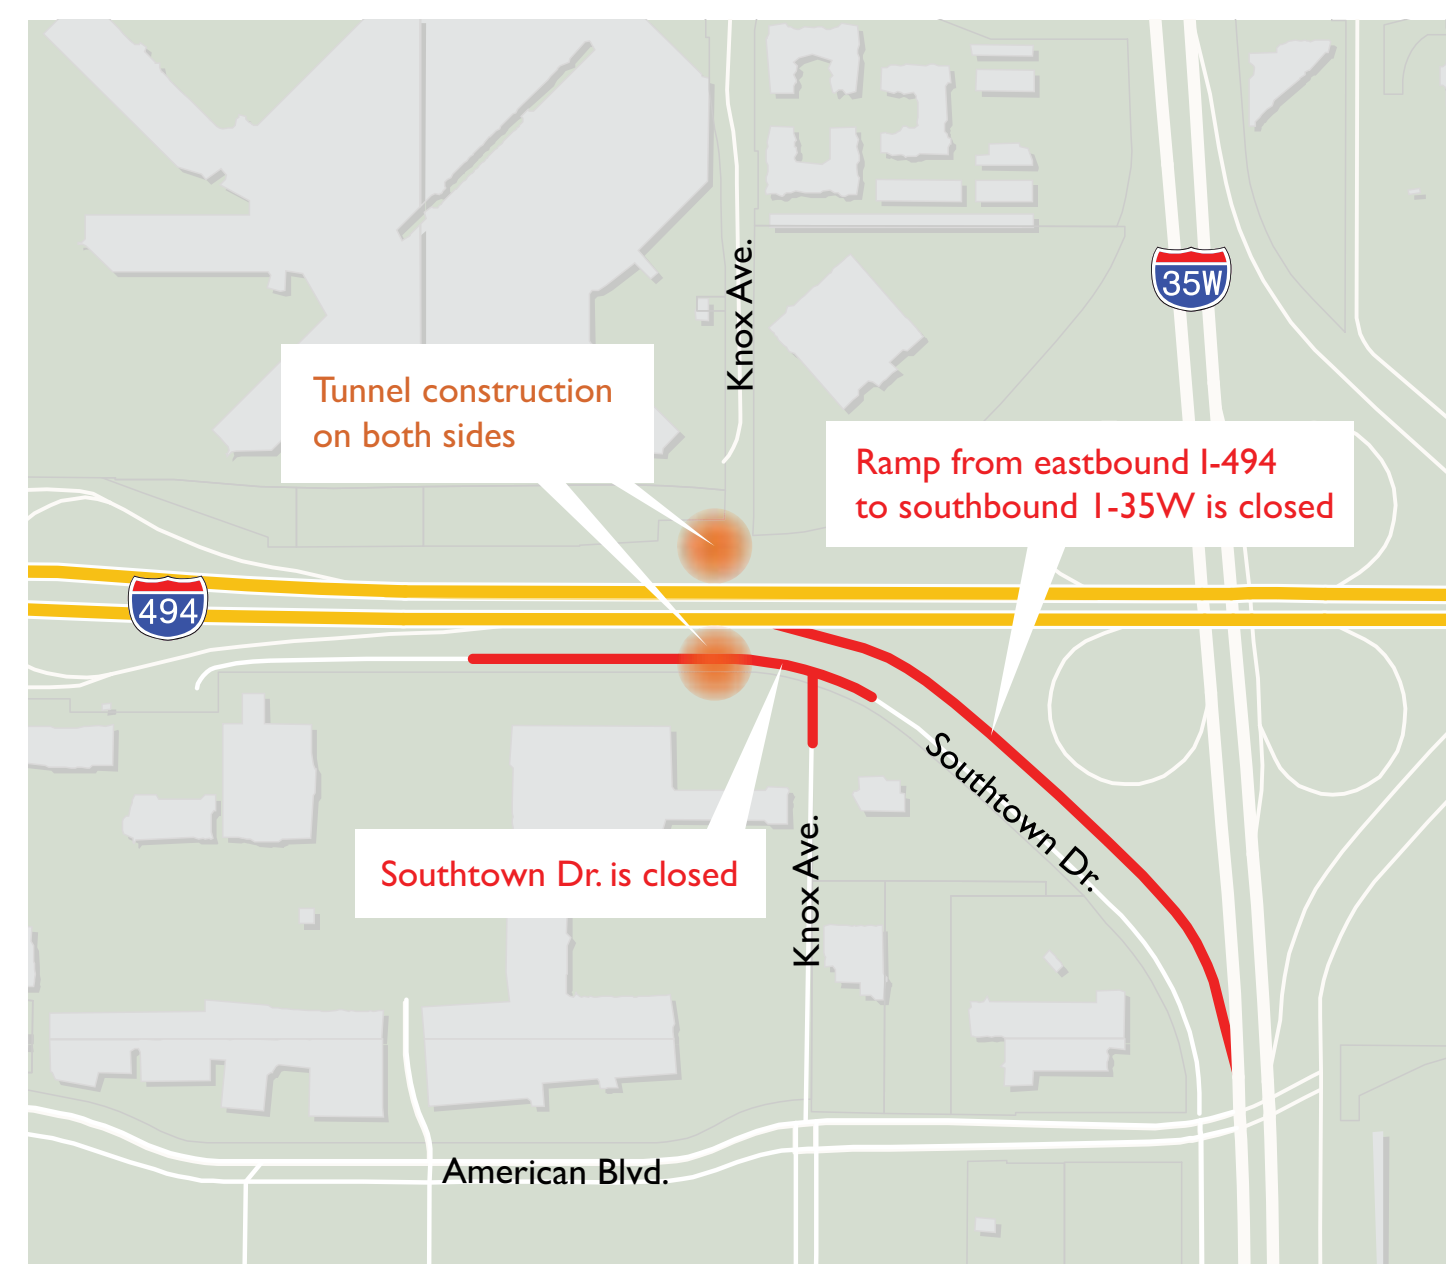 Knox Ave.
35W
Tunnel construction
on both sides
Ramp from eastbound I-494
to southbound 1-35W is closed
494
Southtown Dr.
Southtown Dr. is closed
Knox Ave.
American Blvd.